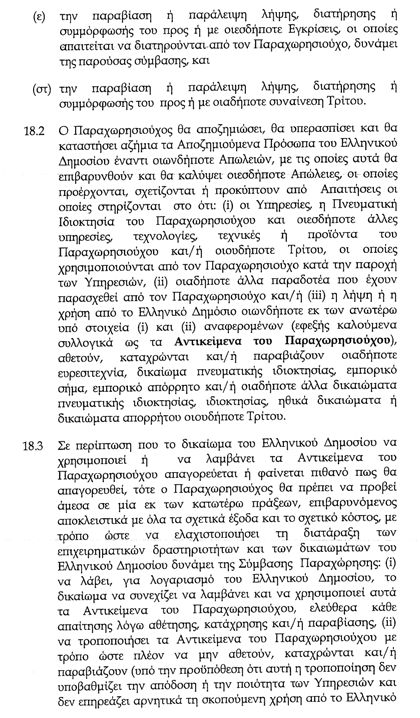 (ε) την παραβίαση ή παράλειψη λήψης, διατήρησης ή
συμμόρφωσής του προς ή με οιεσδήποτε Εγκρίσεις, οι οποίες
απαιτείται να διατηρούνται από τον Παραχωρησιούχο, δυνάμει
της παρούσας σύμβασης, και
(στ) την παραβίαση ή παράλειψη λήψης, διατήρησης ή
συμμόρφωσής του προς ή με οιαδήποτε συναίνεση Τρίτου.
18.2 Ο Παραχωρησιούχος θα αποζημιώσει, θα υπερασπίσει και θα
καταστήσει αζήμια τα Αποζημιούμενα Πρόσωπα του Ελληνικού
Δημοσίου έναντι οιωνδήποτε Απωλειών, με τις οποίες αυτά θα
επιβαρυνθούν και θα καλύψει οιεσδήποτε Απώλειες, οι οποίες
προέρχονται, σχετίζονται ή προκύπτουν από Απαιτήσεις οι
οποίες στηρίζονται στο ότι: (i) οι Υπηρεσίες, η Πνευματική
Ιδιοκτησία του Παραχωρησιούχου και οιεσδήποτε άλλες
υπηρεσίες, τεχνολογίες, τεχνικές ή προϊόντα του
Παραχωρησιούχου και/ή οιουδήποτε Τρίτου, οι οποίες
χρησιμοποιούνται από τον Παραχωρησιούχο κατά την παροχή
των Υπηρεσιών, (ii) οιαδήποτε άλλα παραδοτέα που έχουν
παρασχεθεί από τον Παραχωρησιούχο και/ή (iii) η λήψη ή η
χρήση από το Ελληνικό Δημόσιο οιωνδήποτε εκ των ανωτέρω
υπό στοιχεία (i) και (ii) αναφερομένων (εφεξής καλούμενα
συλλογικά ως τα Αντικείμενα του Παραχωρησιούχου),
αθετούν, καταχρώνται και/ή παραβιάζουν οιαδήποτε
ευρεσιτεχνία, δικαίωμα πνευματικής ιδιοκτησίας, εμπορικό
σήμα, εμπορικό απόρρητο και/ή οιαδήποτε άλλα δικαιώματα
πνευματικής ιδιοκτησίας, ιδιοκτησίας, ηθικά δικαιώματα ή
δικαιώματα απορρήτου οιουδήποτε Τρίτου.
18.3 Σε περίπτωση που το δικαίωμα του Ελληνικού Δημοσίου να
χρησιμοποιεί ή να λαμβάνει τα Αντικείμενα του
Παραχωρησιούχου απαγορεύεται ή φαίνεται πιθανό πως θα
απαγορευθεί, τότε ο Παραχωρησιούχος θα πρέπει να προβεί
άμεσα σε μία εκ των κατωτέρω πράξεων, επιβαρυνόμενος
αποκλειστικά με όλα τα σχετικά έξοδα και το σχετικό κόστος, με
τρόπο ώστε να ελαχιστοποιήσει τη διατάραξη των
επιχειρηματικών δραστηριοτήτων και των δικαιωμάτων του
Ελληνικού Δημοσίου δυνάμει της Σύμβασης Παραχώρησης: (i)
να λάβει, για λογαριασμό του Ελληνικού Δημοσίου, το
δικαίωμα να συνεχίζει να λαμβάνει και να χρησιμοποιεί αυτά
τα Αντικείμενα του Παραχωρησιούχου, ελεύθερα κάθε
απαίτησης λόγω αθέτησης, κατάχρησης και/ή παραβίασης, (ii)
να τροποποιήσει τα Αντικείμενα του Παραχωρησιούχου με
τρόπο ώστε πλέον να μην αθετούν, καταχρώνται και/ή
παραβιάζουν (υπό την προϋπόθεση ότι αυτή η τροποποίηση δεν
υποβαθμίζει την απόδοση ή την ποιότητα των Υπηρεσιών και
δεν επηρεάζει αρνητικά τη σκοπούμενη χρήση από το Ελληνικό